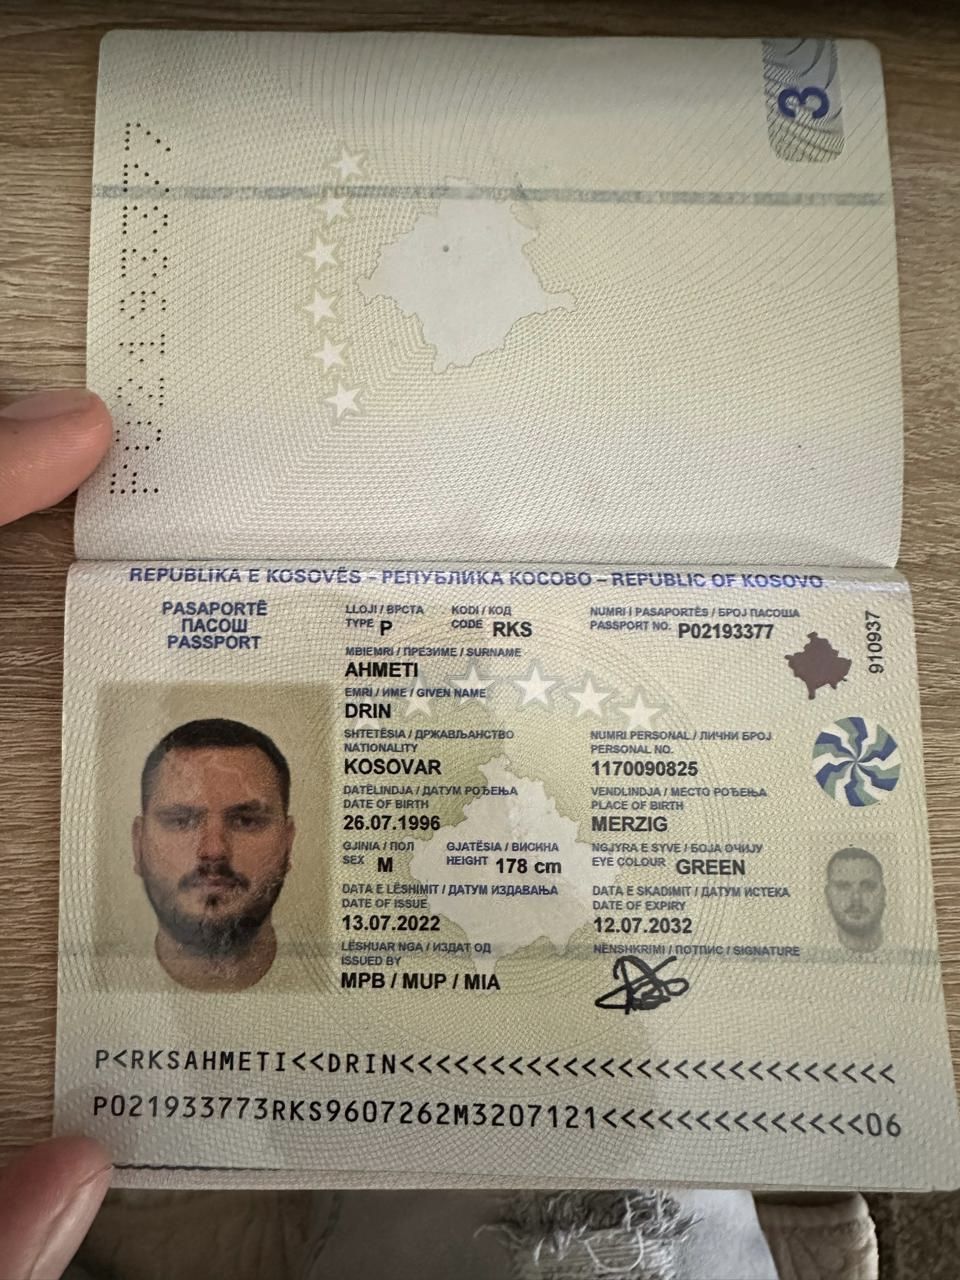 3
P02193377
REPUBLIKA E KOSOVËS – РЕПУБЛИКА КОСОВО – REPUBLIC OF KOSOVO
PASAPORTË
ПАСОШ
PASSPORT
LLOJI / ВРСТА
TYPE P
KODI / КОД
CODE RKS
NUMRI I PASAPORTËS / БРОЈ ПАСОША
PASSPORT NO. P02193377
910937
MBIEMRI / ПРЕЗИМЕ / SURNAME
AHMETI
EMRI / ИМЕ / GIVEN NAME
DRIN
SHTETËSIA / ДРЖАВЉАНСТВО
NATIONALITY
KOSOVAR
NUMRI PERSONAL / ЛИЧНИ БРОЈ
PERSONAL NO.
1170090825
DATËLINDJA / ДАТУМ РОЂЕЊА
DATE OF BIRTH
26.07.1996
VENDLINDJA / МЕСТО РОЂЕЊА
PLACE OF BIRTH
MERZIG
GJINIA / ПОЛ
SEX M
GJATËSIA / ВИСИНА
HEIGHT 178 cm
NGJYRA E SYVE / БОЈА ОЧИЈУ
EYE COLOUR GREEN
DATA E LËSHIMIT / ДАТУМ ИЗДАВАЊА
DATE OF ISSUE
13.07.2022
DATA E SKADIMIT / ДАТУМ ИСТЕКА
DATE OF EXPIRY
12.07.2032
LËSHUAR NGA / ИЗДАТ ОД
ISSUED BY
MPB / MUP / MIA
NËNSHKRIMI / ПОТПИС / SIGNATURE
P<RKSAHMETI<<DRIN<<<<<<<<<<<<<<<<<<<<<<<<<<<
P021933773RKS9607262M3207121<<<<<<<<<<<<<<06